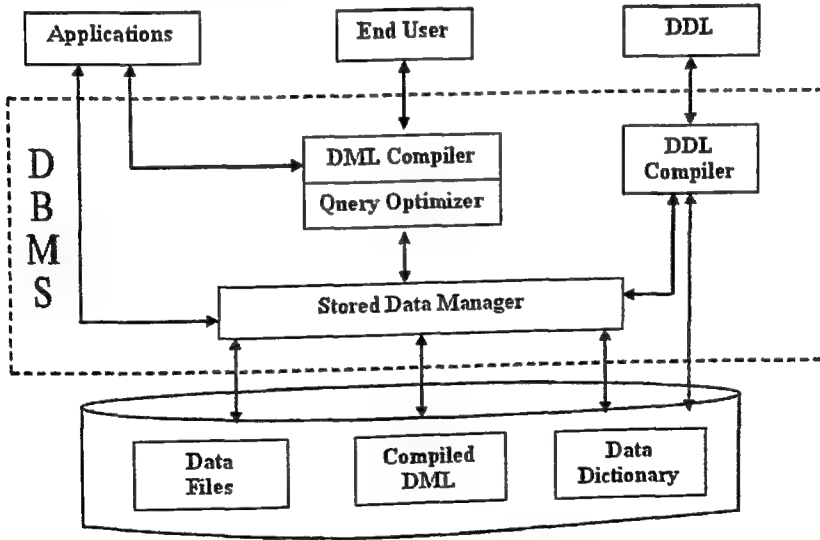 Applications
End User
DDL
DBMS
DML Compiler
Query Optimizer
DDL
Compiler
Stored Data Manager
Data
Files
Compiled
DML
Data
Dictionary